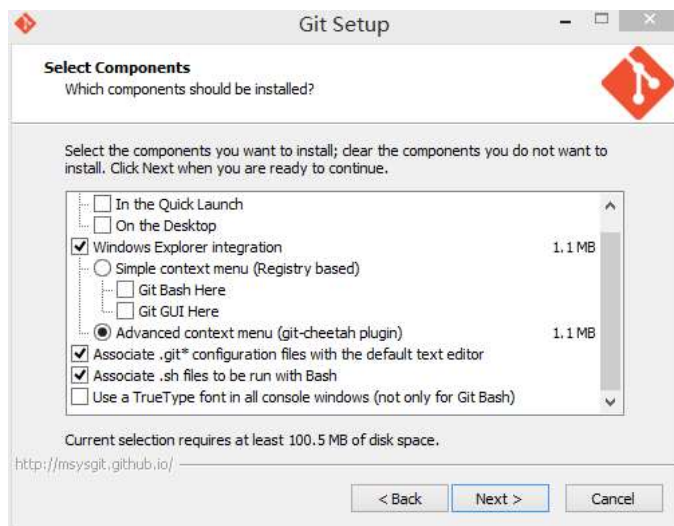 Git Setup
Select Components
Which components should be installed?
Select the components you want to install; clear the components you do not want to
install. Click Next when you are ready to continue.
In the Quick Launch
On the Desktop
Windows Explorer integration 1.1 MB
Simple context menu (Registry based)
Git Bash Here
Git GUI Here
Advanced context menu (git-cheetah plugin) 1.1 MB
Associate .git* configuration files with the default text editor
Associate .sh files to be run with Bash
Use a TrueType font in all console windows (not only for Git Bash)
Current selection requires at least 100.5 MB of disk space.
http://msysgit.github.io/
< Back Next > Cancel